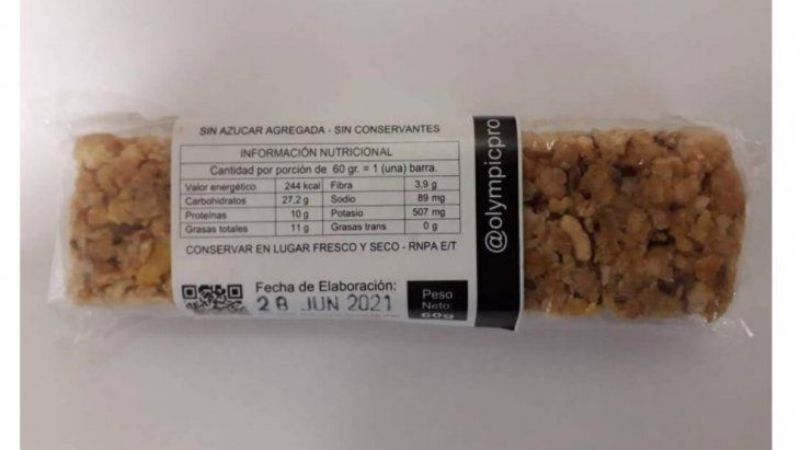 SIN AZUCAR AGREGADA - SIN CONSERVANTES
INFORMACIÓN NUTRICIONAL
Cantidad por porción de 60 gr. = 1 (una) barra.
Valor energético 244 kcal Fibra 3,9 g
Carbohidratos 27,2 g Sodio 89 mg
Proteínas 10 g Potasio 507 mg
Grasas totales 11 g Grasas trans 0 g
CONSERVAR EN LUGAR FRESCO Y SECO - RNPA E/T
Fecha de Elaboración:
28 JUN 2021
Peso
Neto
60g
@olympicpro